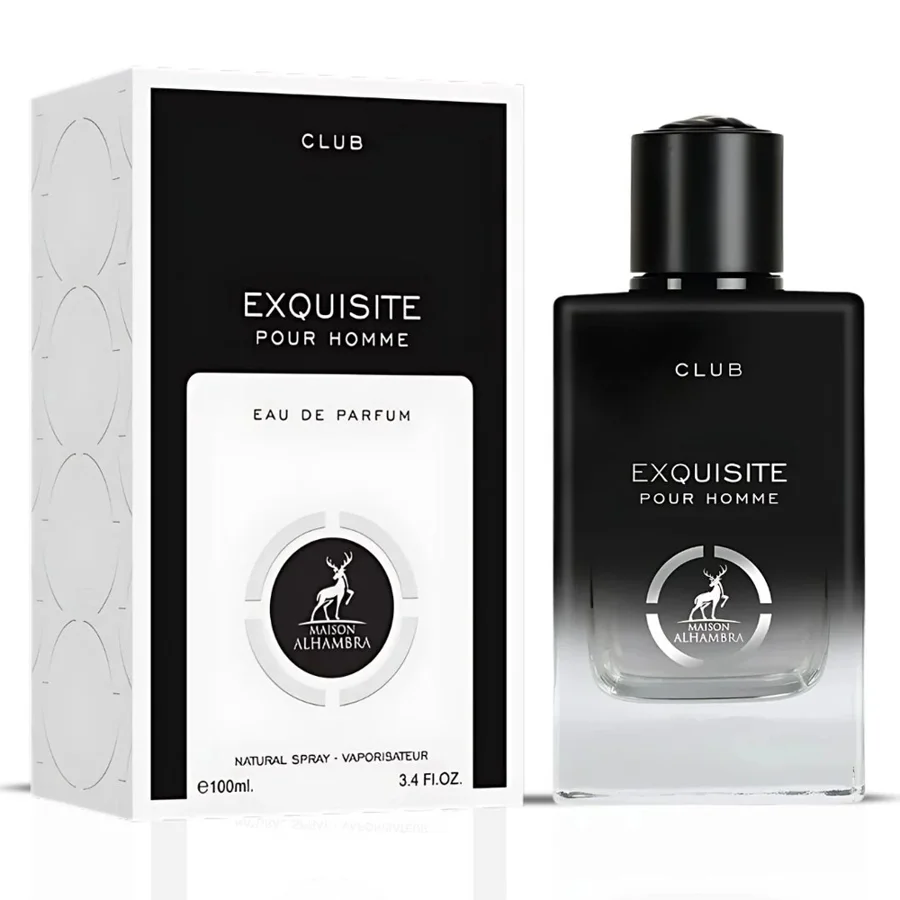 CLUB
EXQUISITE
POUR HOMME
EAU DE PARFUM
MAISON
ALHAMBRA
NATURAL SPRAY - VAPORISATEUR
℮100ml. 3.4 Fl.OZ.
CLUB
EXQUISITE
POUR HOMME
MAISON
ALHAMBRA